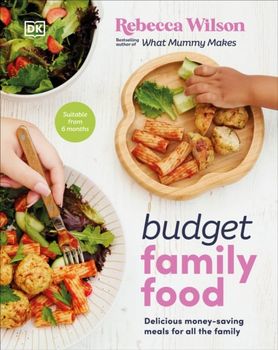 DK
Rebecca Wilson
Bestselling
author of
What Mummy Makes
Suitable
from
6 months
budget
family
food
Delicious money-saving
meals for all the family